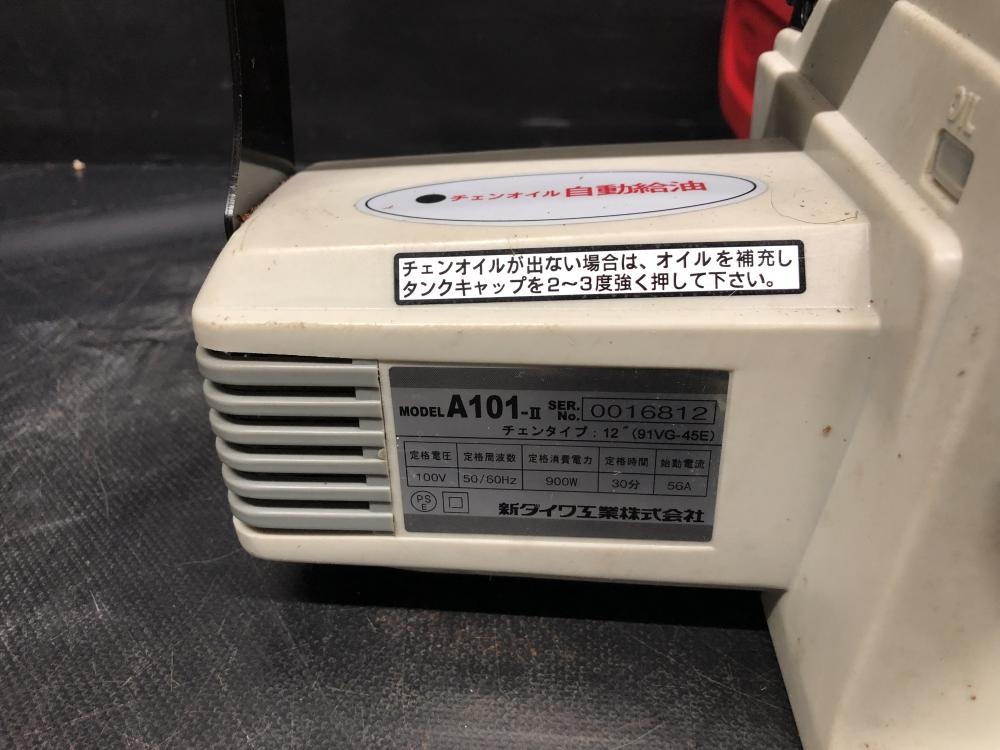 OIL
チェンオイル 自動給油
チェンオイルが出ない場合は、オイルを補充し
タンクキャップを2〜3度強く押して下さい。
MODEL A101-II SER. No. 0016812
チェンタイプ：12″(91VG-45E)
定格電圧 定格周波数 定格消費電力 定格時間 始動電流
100V 50/60Hz 900W 30分 56A
PS E 新ダイワ工業株式会社